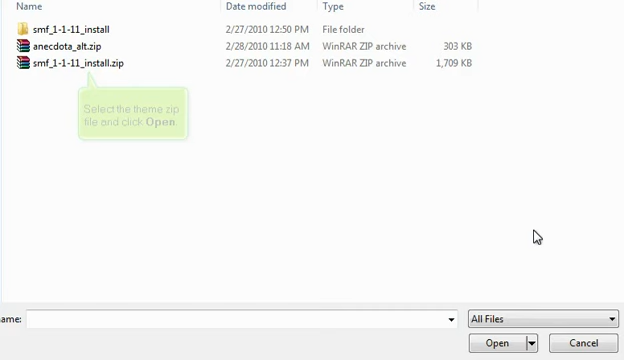 Name Date modified Type Size
smf_1-1-11_install 2/27/2010 12:50 PM File folder
anecdota_alt.zip 2/28/2010 11:18 AM WinRAR ZIP archive 303 KB
smf_1-1-11_install.zip 2/27/2010 12:37 PM WinRAR ZIP archive 1,709 KB
Select the theme zip
file and click Open.
ame: All Files
Open Cancel